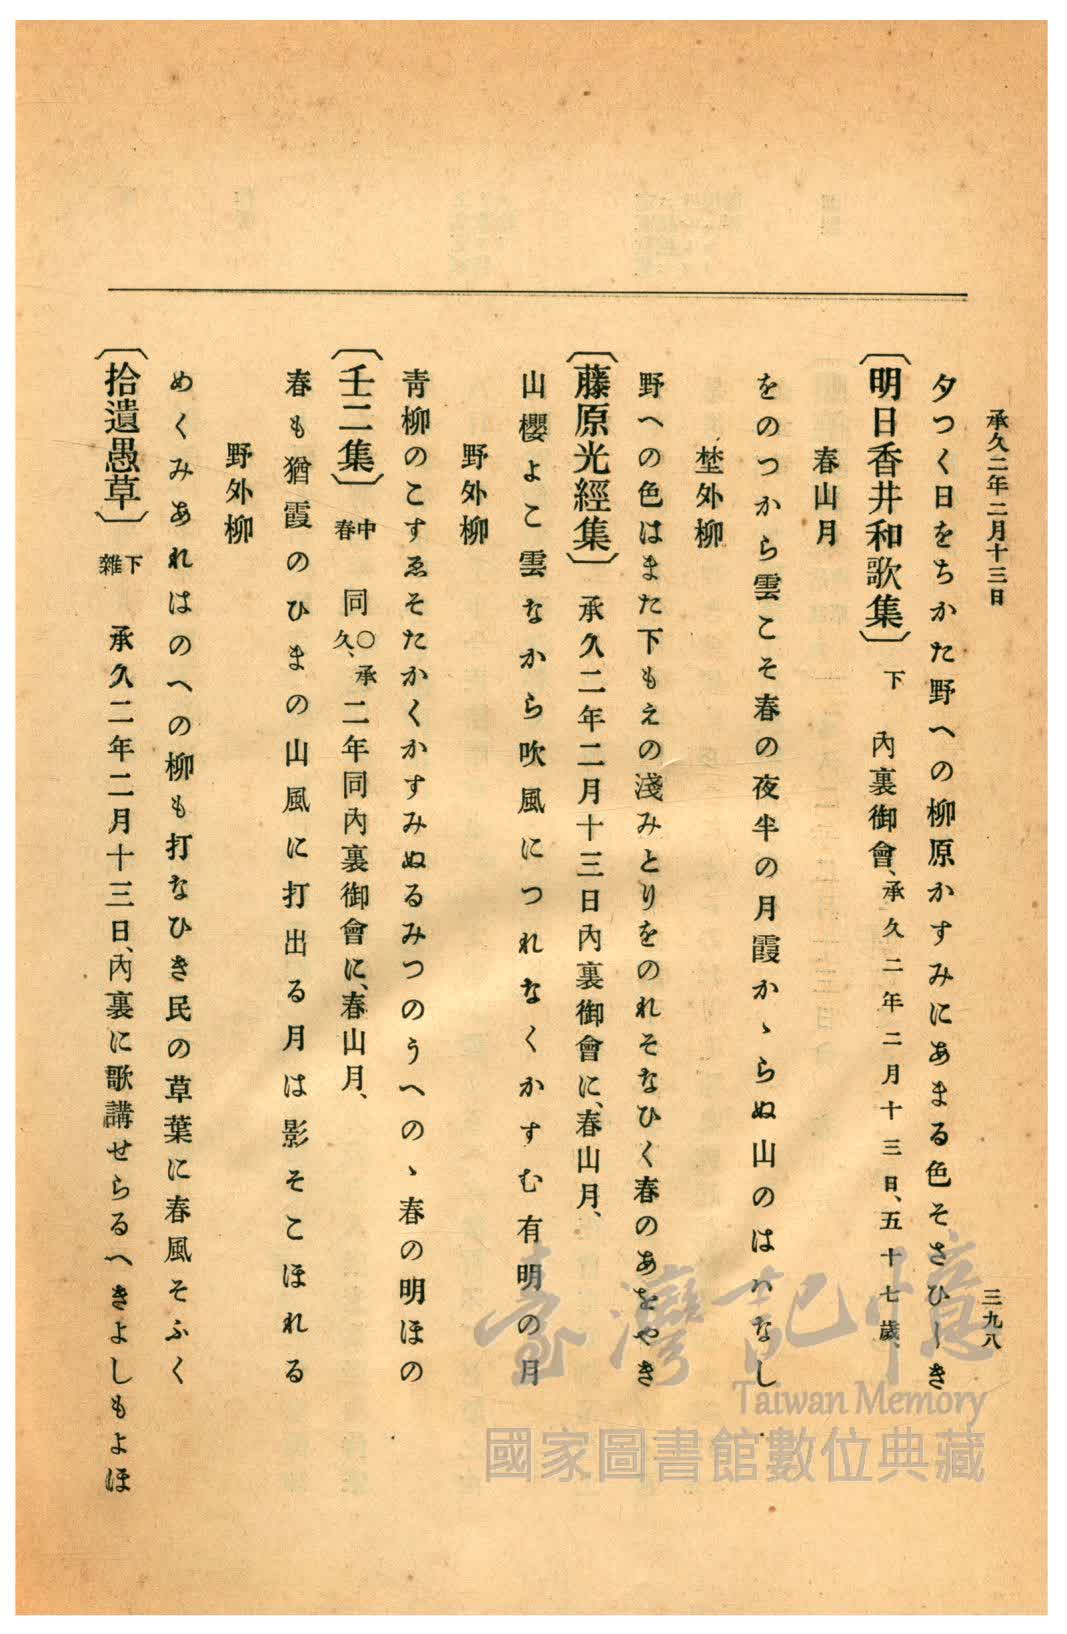 承久二年二月十三日
三九八
夕つく日をちかた野への柳原かすみにあまる色そさひしき
〔明日香井和歌集〕下 內裏御會、承久二年二月十三日、五十七歲、
春山月
をのつから雲こそ春の夜半の月霞かゝらぬ山のはハなし
埜外柳
野への色はまた下もえの淺みとりをのれそなひく春のあをやき
〔藤原光經集〕承久二年二月十三日內裏御會に、春山月、
山櫻よこ雲なから吹風につれなくかすむ有明の月
野外柳
靑柳のこすゑそたかくかすみぬるみつのうへのゝ春の明ほの
〔壬二集〕中春 同〇承久、二年同內裏御會に、春山月、
春も猶霞のひまの山風に打出る月は影そこほれる
野外柳
めくみあれはのへの柳も打なひき民の草葉に春風そふく
〔拾遺愚草〕下雜 承久二年二月十三日、內裏に歌講せらるへきよしもよほ
臺灣記憶
Taiwan Memory
國家圖書館數位典藏